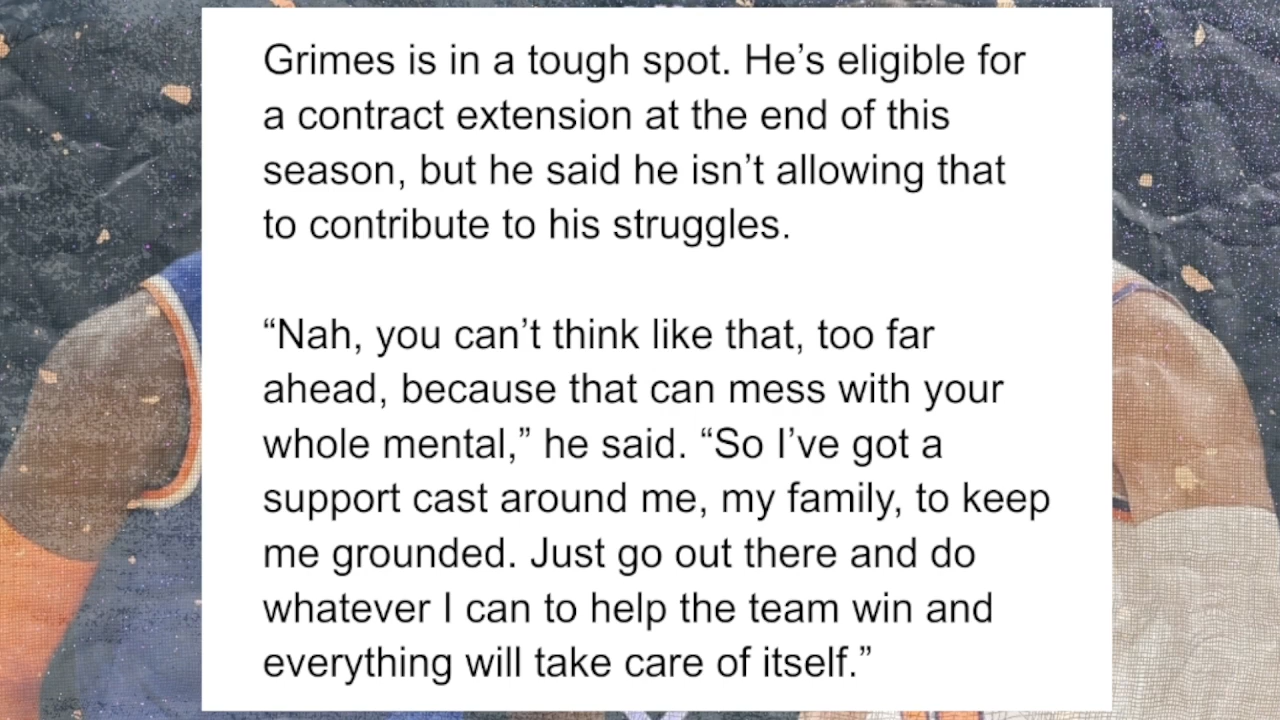 Grimes is in a tough spot. He’s eligible for
a contract extension at the end of this
season, but he said he isn’t allowing that
to contribute to his struggles.
“Nah, you can’t think like that, too far
ahead, because that can mess with your
whole mental,” he said. “So I’ve got a
support cast around me, my family, to keep
me grounded. Just go out there and do
whatever I can to help the team win and
everything will take care of itself.”